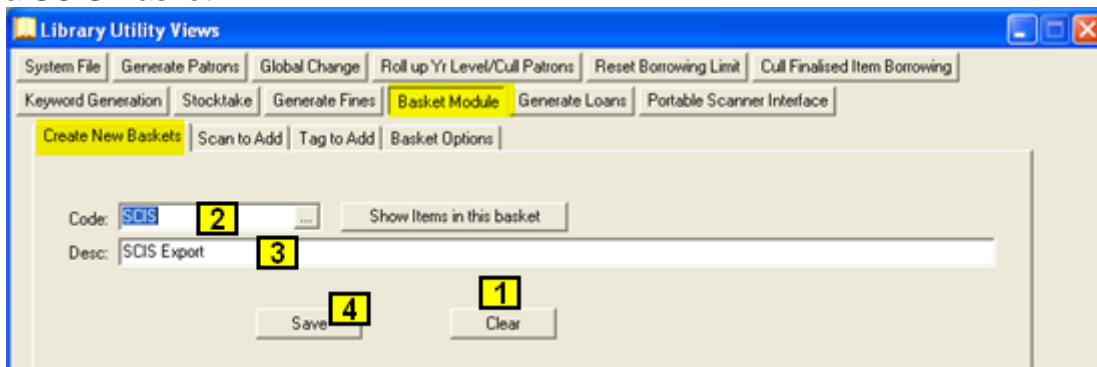 Library Utility Views
System File Generate Patrons Global Change Roll up Yr Level/Cull Patrons Reset Borrowing Limit Cull Finalised Item Borrowing
Keyword Generation Stocktake Generate Fines Basket Module Generate Loans Portable Scanner Interface
Create New Baskets Scan to Add Tag to Add Basket Options
Code: SCIS 2 ... Show Items in this basket
Desc: SCIS Export 3
1
Save 4 Clear